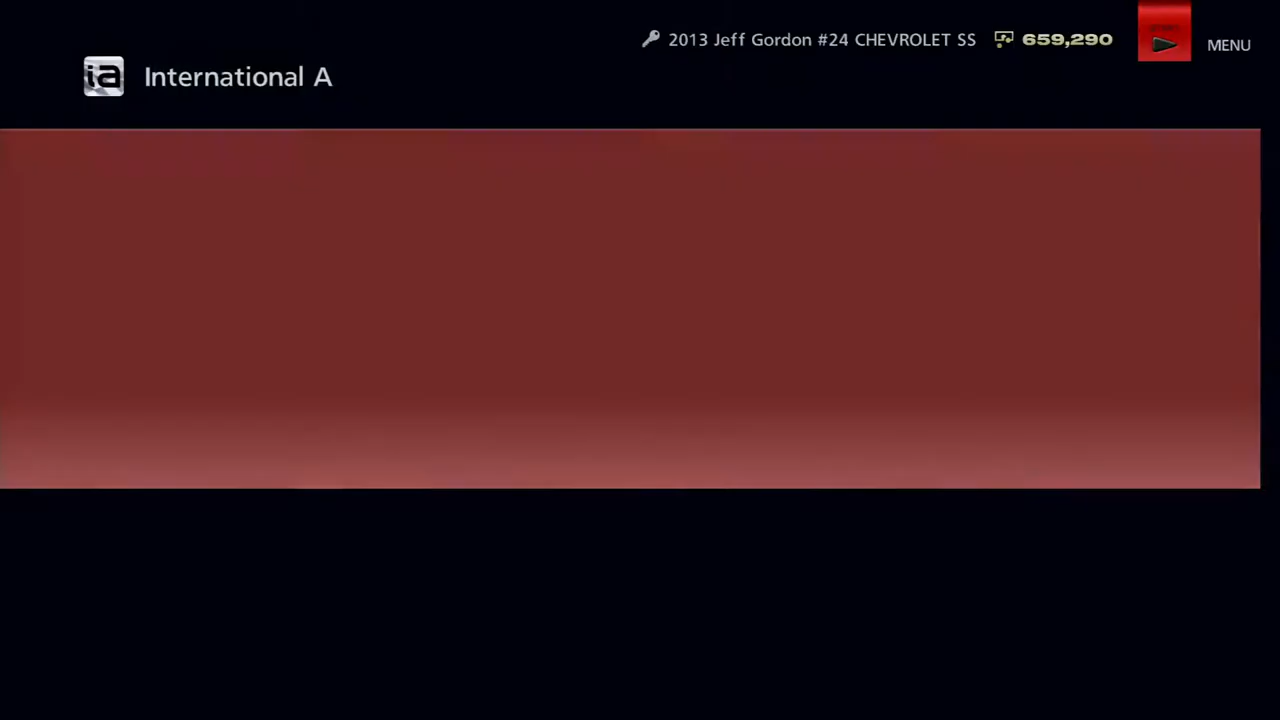 2013 Jeff Gordon #24 CHEVROLET SS 659,290 MENU
ia International A